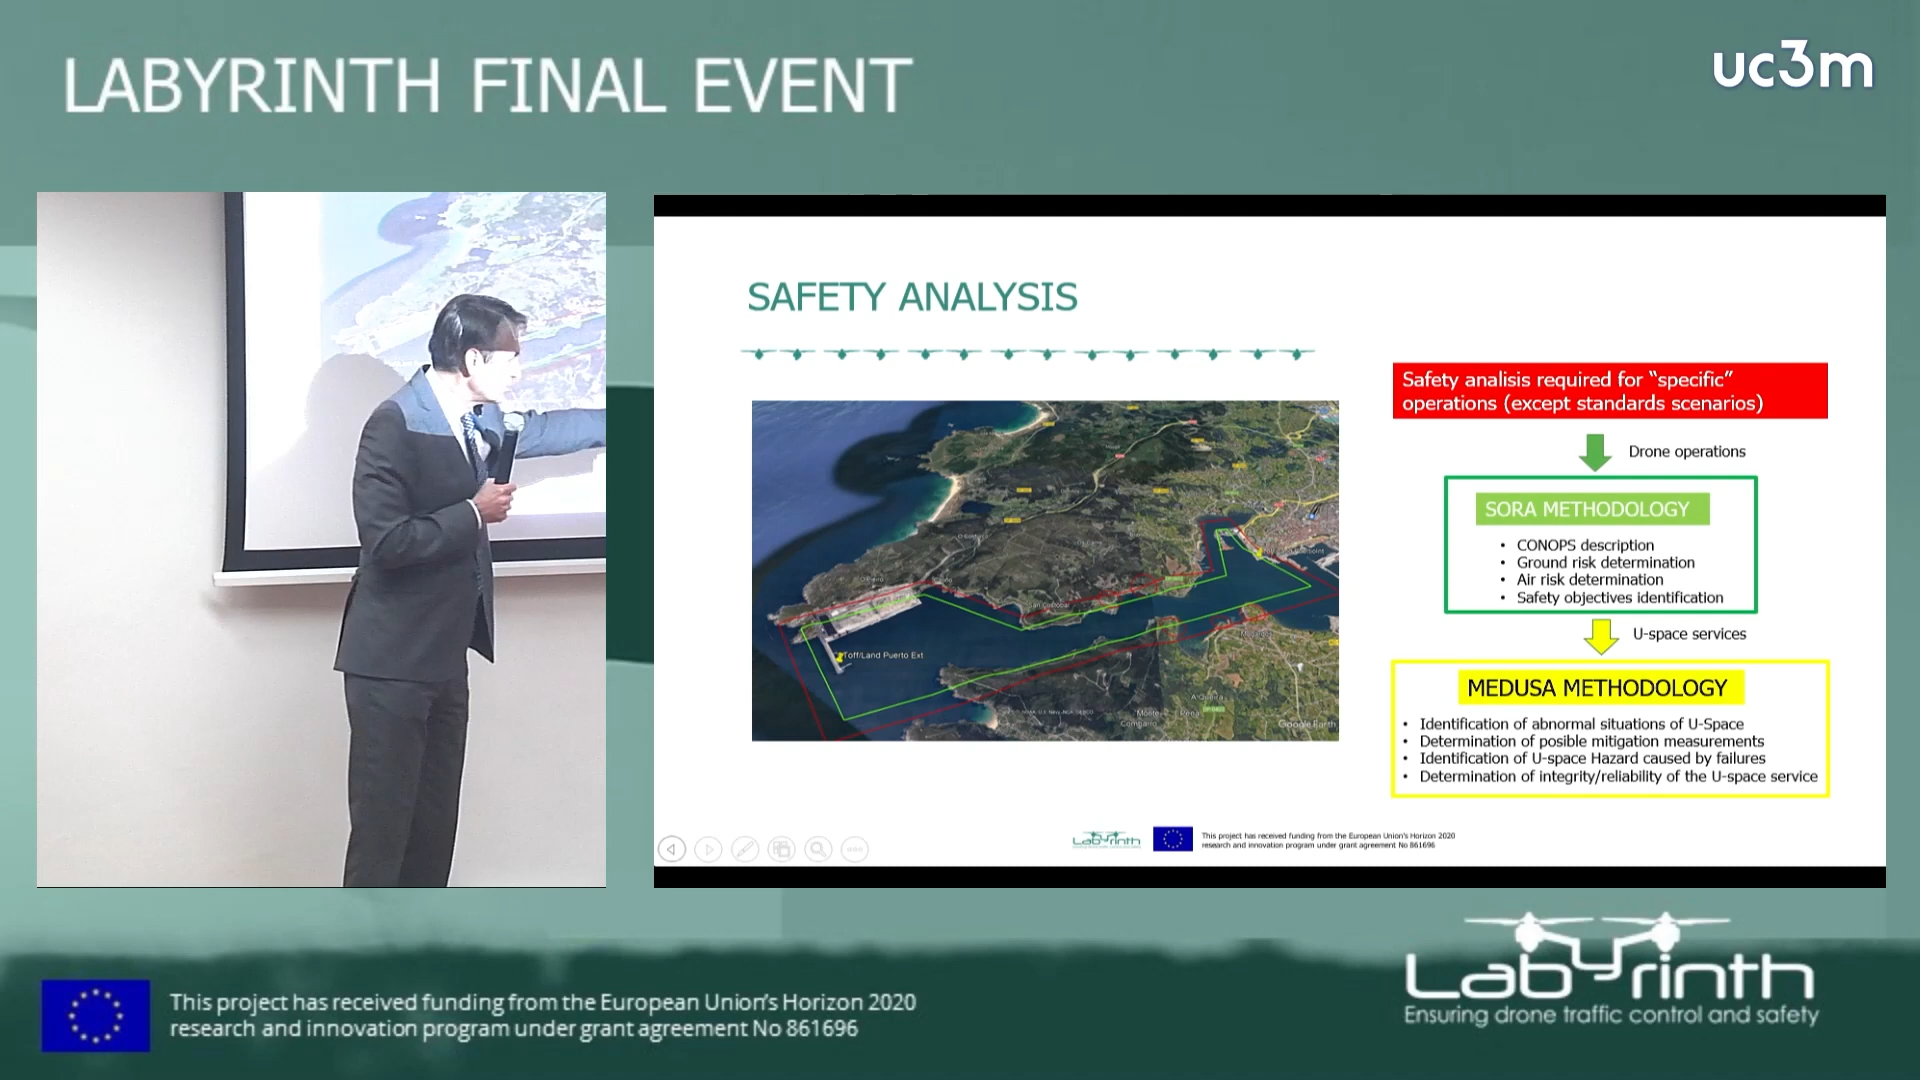 LABYRINTH FINAL EVENT
uc3m
SAFETY ANALYSIS
Safety analisis required for “specific”
operations (except standards scenarios)
Drone operations
SORA METHODOLOGY
• CONOPS description
• Ground risk determination
• Air risk determination
• Safety objectives identification
U-space services
MEDUSA METHODOLOGY
• Identification of abnormal situations of U-Space
• Determination of posible mitigation measurements
• Identification of U-space Hazard caused by failures
• Determination of integrity/reliability of the U-space service
Toff/Land Puerto Ext
Google Earth
Labyrinth
This project has received funding from the European Union’s Horizon 2020
research and innovation program under grant agreement No 861696
This project has received funding from the European Union’s Horizon 2020
research and innovation program under grant agreement No 861696
Labyrinth
Ensuring drone traffic control and safety